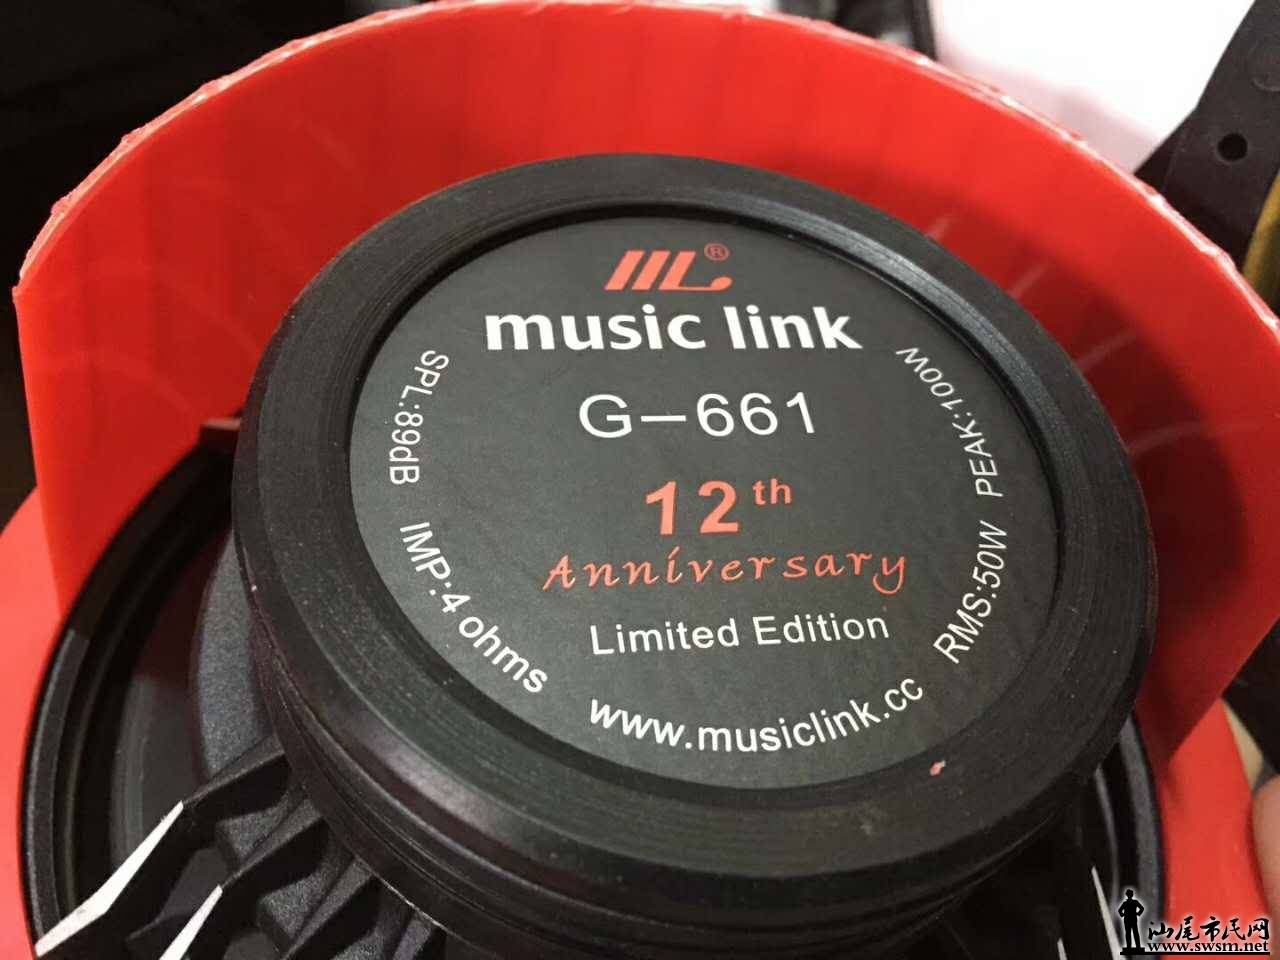 ML®
music link
G-661
12th
Anniversary
Limited Edition
SPL:89dB IMP:4 ohms
www.musiclink.cc
RMS:50W PEAK:100W
汕尾市民网
www.swsm.net